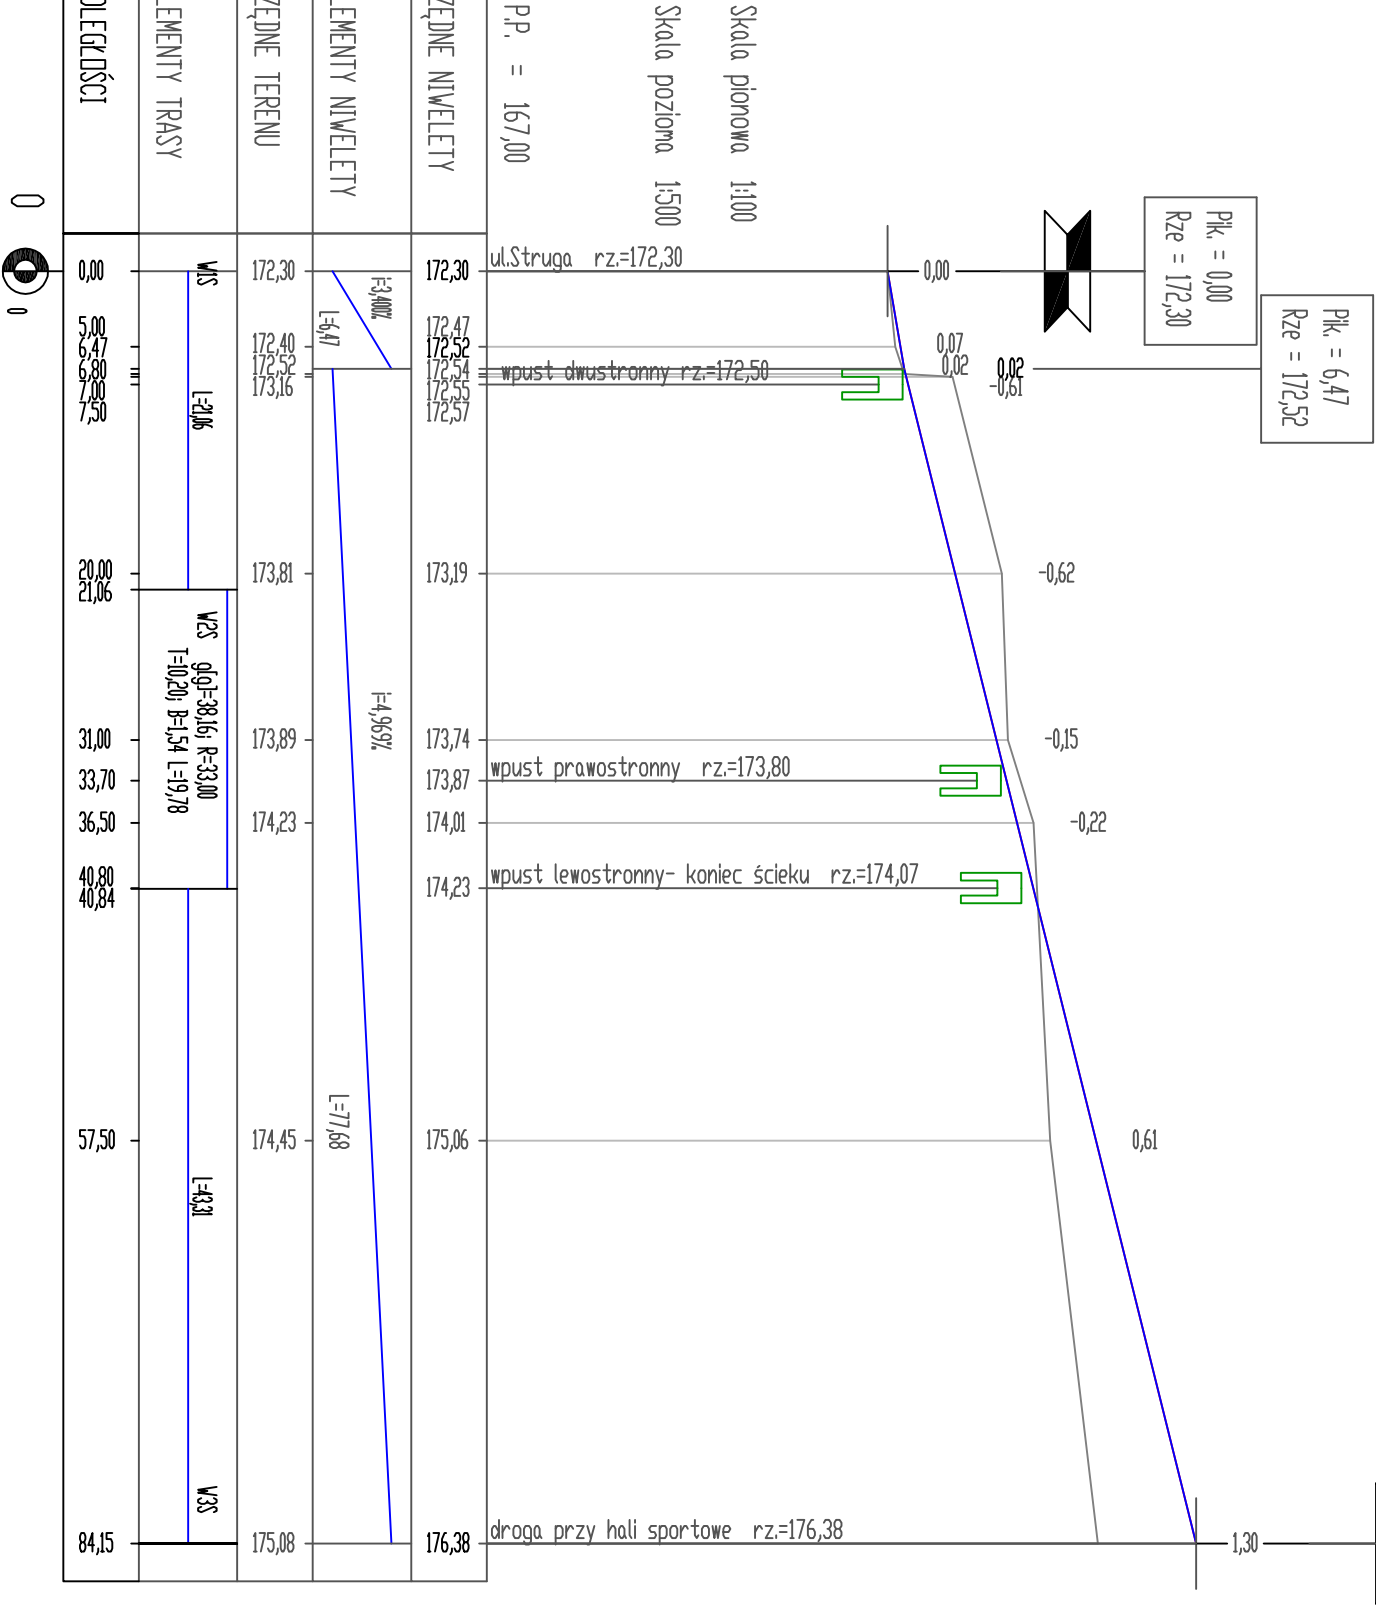 Pik. = 0,00
Rze = 172,30
Pik. = 6,47
Rze = 172,52
Skala pionowa 1:100
Skala pozioma 1:500
P.P. = 167,00
ZĘDNE NIWELETY
LEMENTY NIWELETY
ZĘDNE TERENU
LEMENTY TRASY
DLEGŁOŚCI
0
0
0,00
5,00
6,47
6,80
7,00
7,50
20,00
21,06
31,00
33,70
36,50
40,80
40,84
57,50
84,15
W1S
L=21,06
W2S g[g]=38,16; R=33,00
T=10,20; B=1,54 L=19,78
L=43,31
W3S
172,30
172,40
172,52
173,16
173,81
173,89
174,23
174,45
175,08
i=3,400%
L=6,47
i=4,969%
L=77,68
172,30
172,47
172,52
172,54
172,55
172,57
173,19
173,74
173,87
174,01
174,23
175,06
176,38
ul.Struga rz.=172,30
wpust dwustronny rz.=172,50
wpust prawostronny rz.=173,80
wpust lewostronny- koniec ścieku rz.=174,07
droga przy hali sportowe rz.=176,38
0,00
0,07
0,02
0,02
-0,61
-0,62
-0,15
-0,22
0,61
1,30